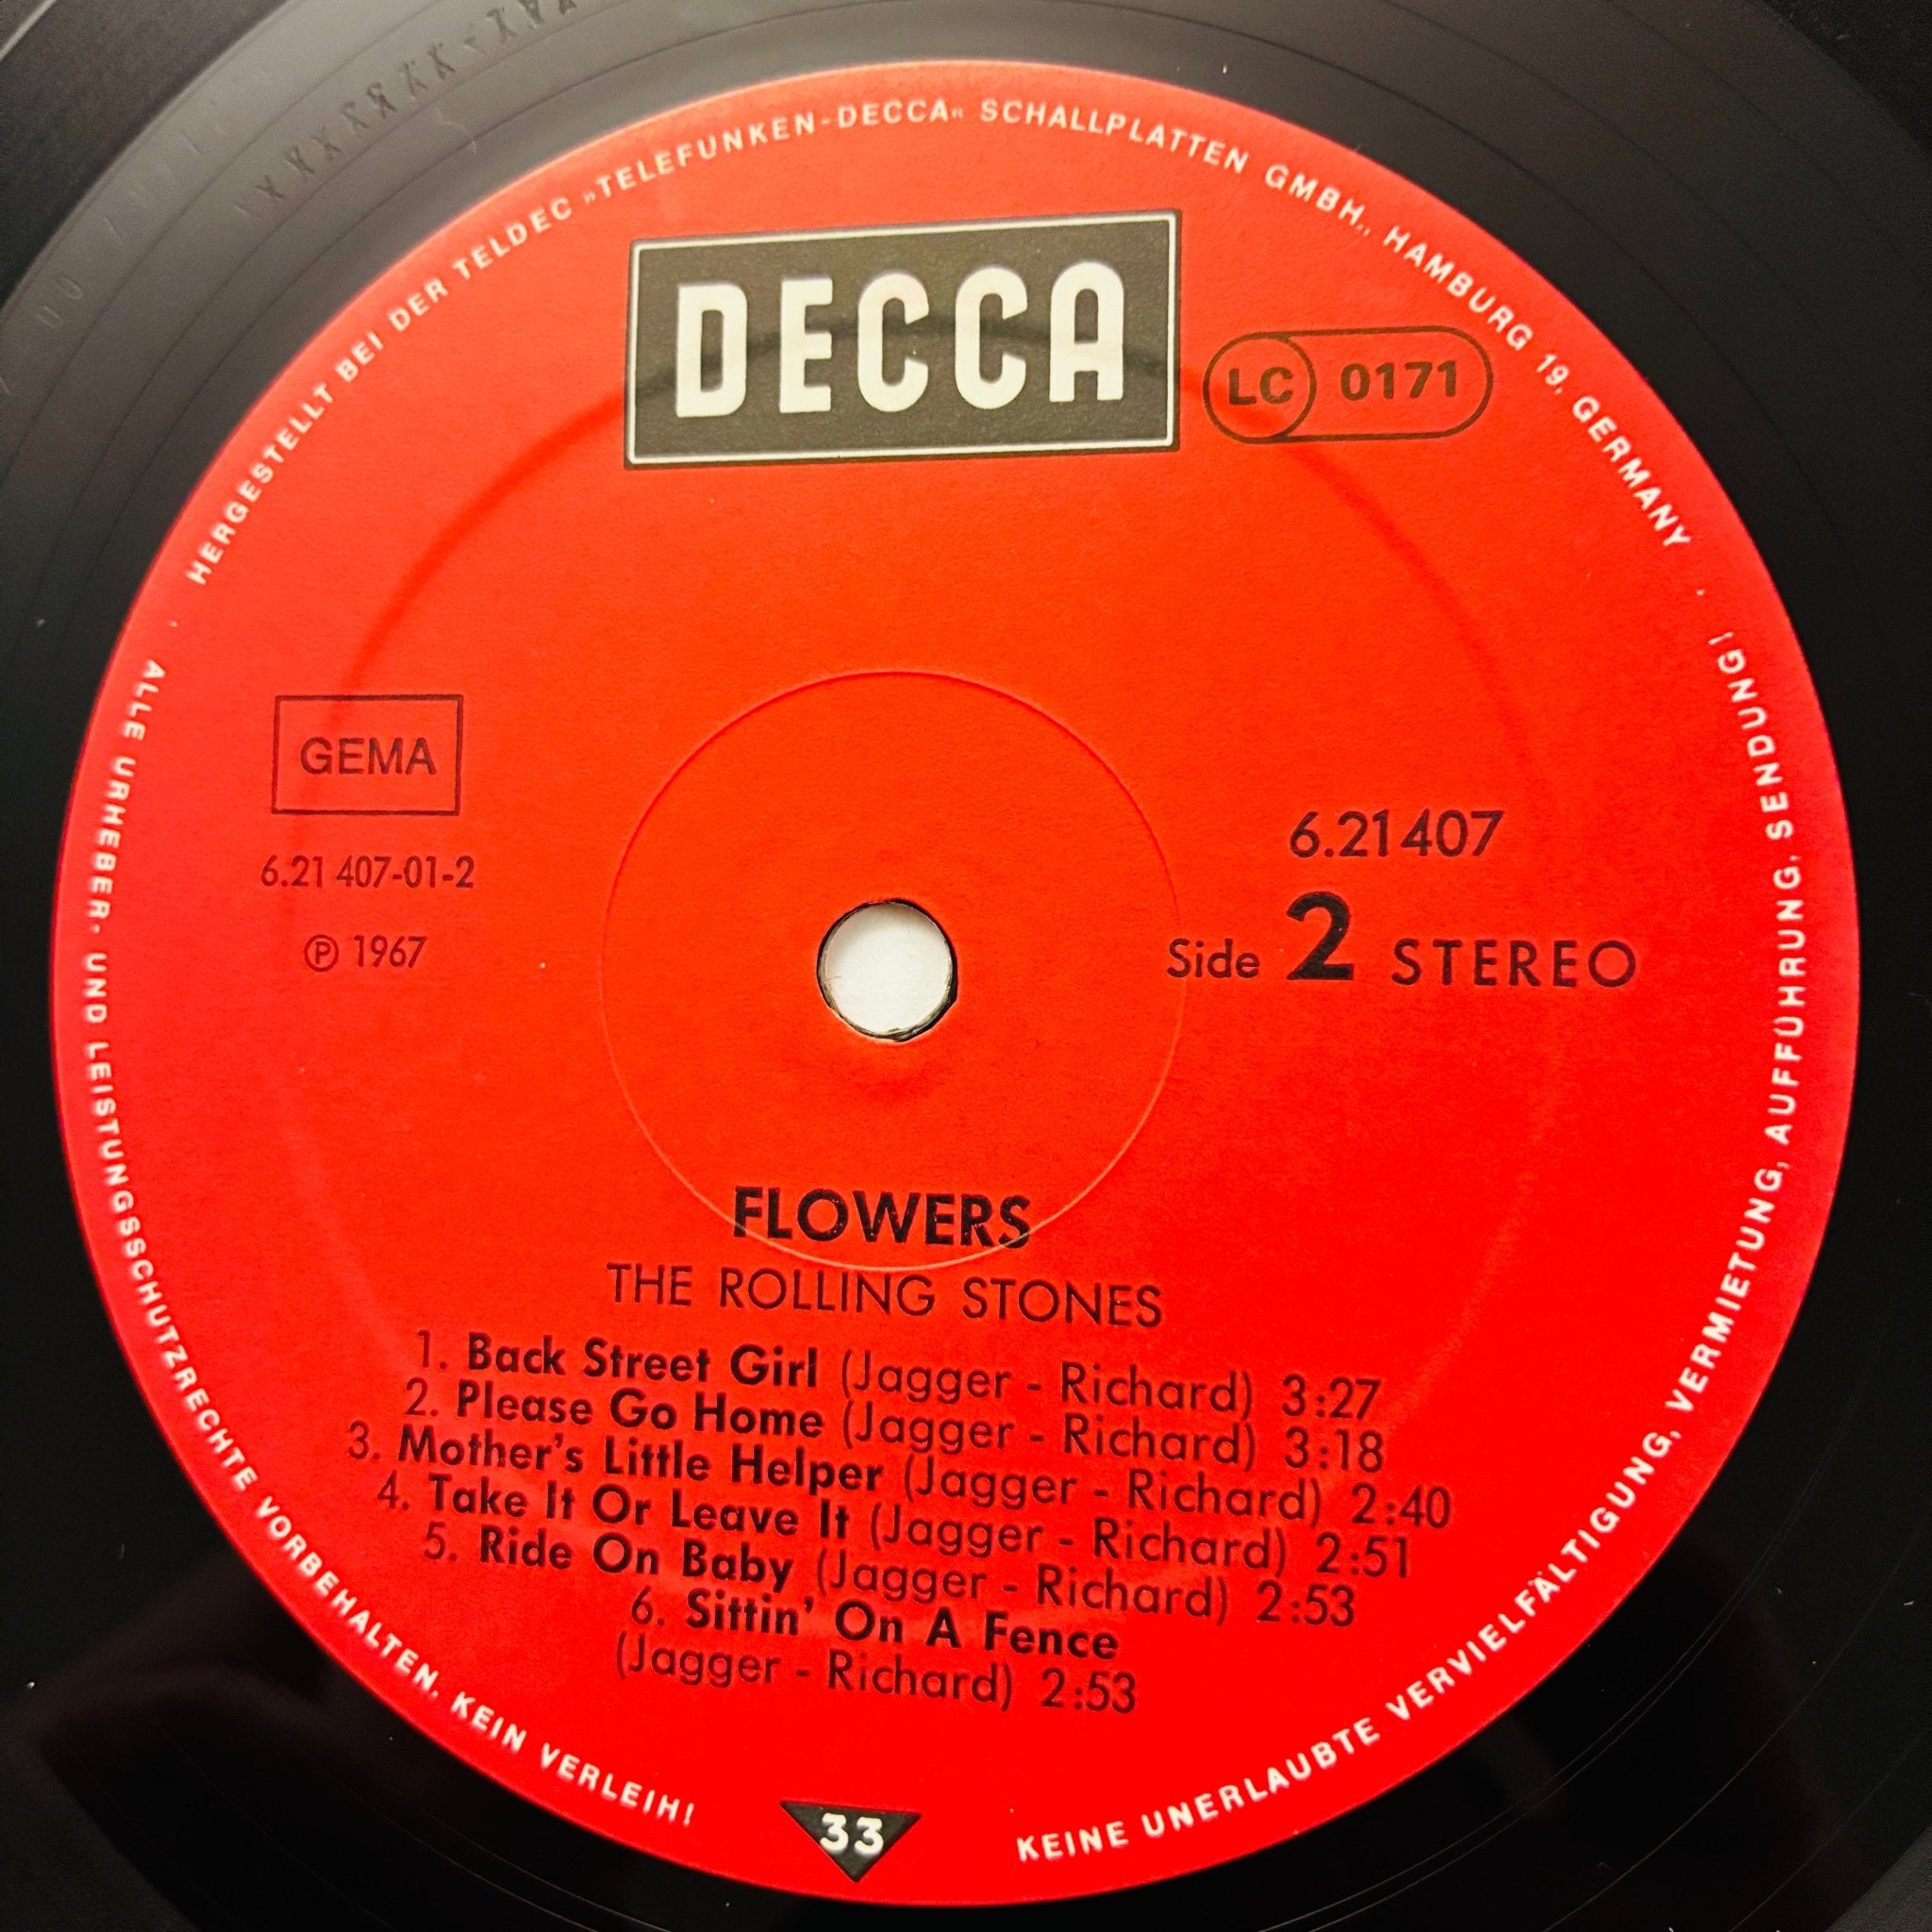 HERGESTELLT BEI DER TELDEC »TELEFUNKEN-DECCA« SCHALLPLATTEN GMBH., HAMBURG 19, GERMANY ·
DECCA
LC 0171
GEMA
6.21 407-01-2
℗ 1967
6.21407
Side 2 STEREO
FLOWERS
THE ROLLING STONES
1. Back Street Girl (Jagger - Richard) 3:27
2. Please Go Home (Jagger - Richard) 3:18
3. Mother's Little Helper (Jagger - Richard) 2:40
4. Take It Or Leave It (Jagger - Richard) 2:51
5. Ride On Baby (Jagger - Richard) 2:53
6. Sittin' On A Fence
(Jagger - Richard) 2:53
· ALLE URHEBER- UND LEISTUNGSSCHUTZRECHTE VORBEHALTEN. KEIN VERLEIH!
33
KEINE UNERLAUBTE VERVIELFÄLTIGUNG, VERMIETUNG, AUFFÜHRUNG, SENDUNG!